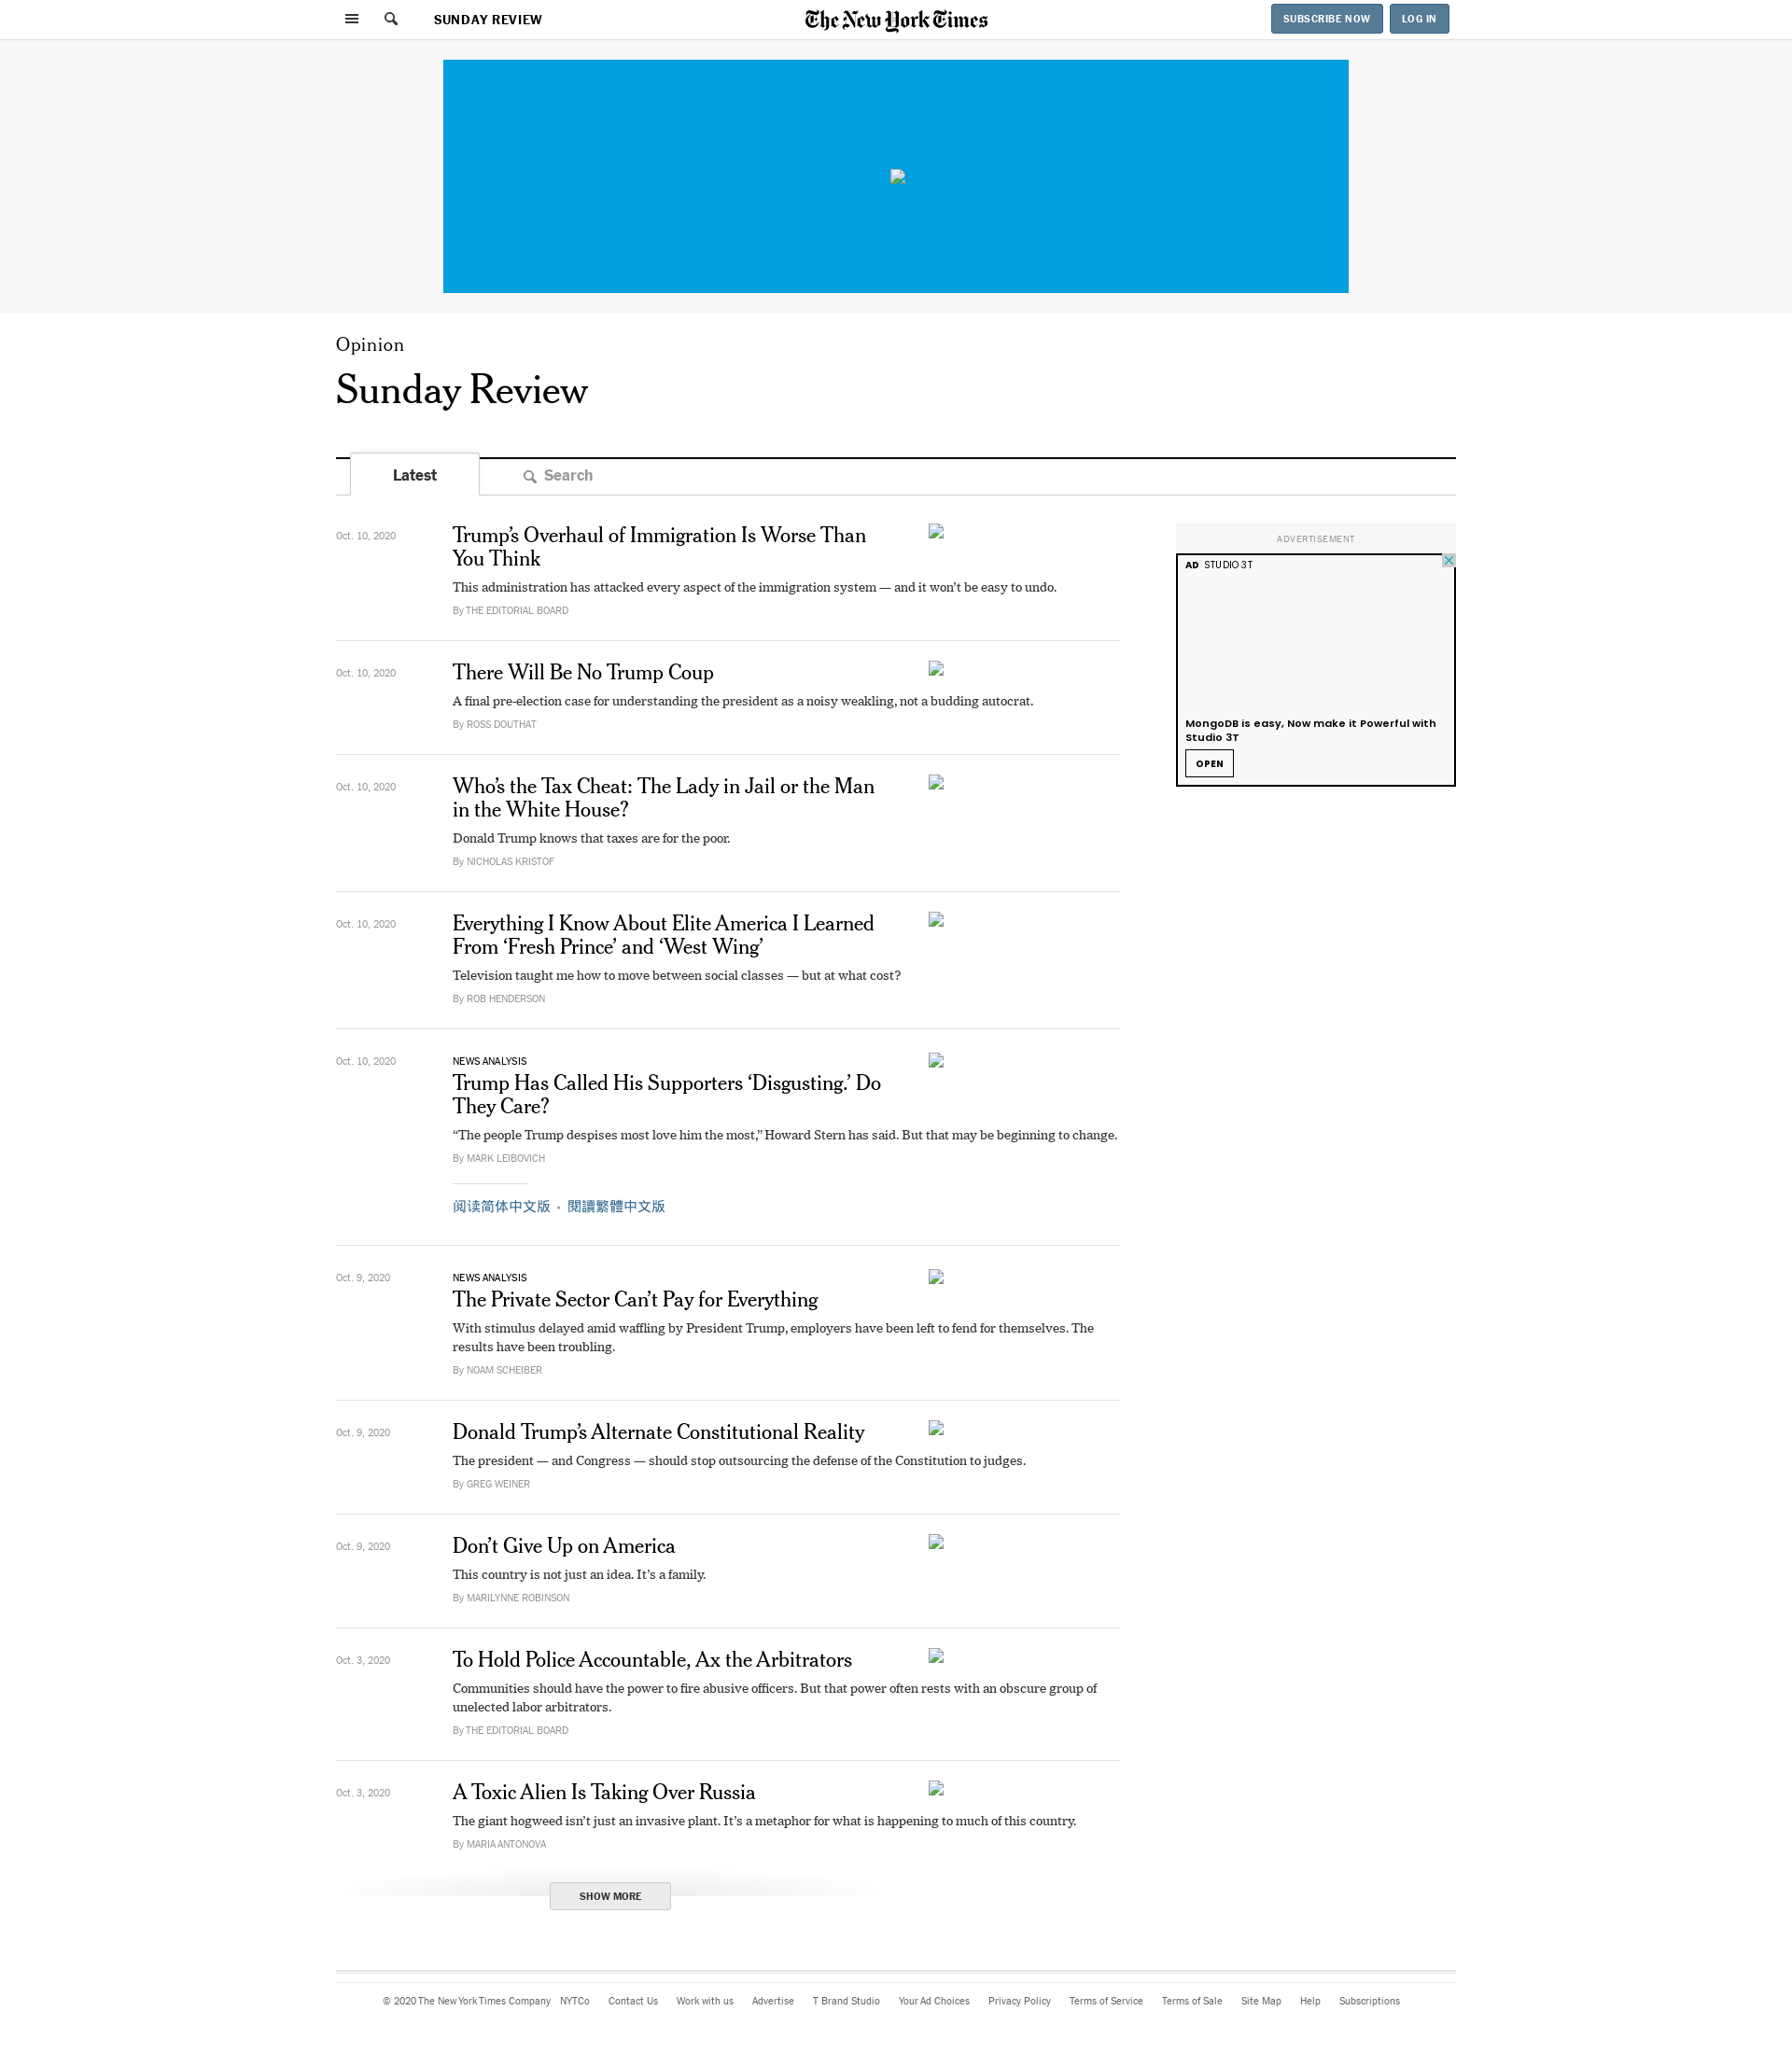 SUNDAY REVIEW
The New York Times
SUBSCRIBE NOW
LOG IN
Opinion
Sunday Review
Latest
Search
Oct. 10, 2020
Trump’s Overhaul of Immigration Is Worse Than
You Think
This administration has attacked every aspect of the immigration system — and it won’t be easy to undo.
By THE EDITORIAL BOARD
ADVERTISEMENT
AD STUDIO 3T
MongoDB is easy, Now make it Powerful with
Studio 3T
OPEN
Oct. 10, 2020
There Will Be No Trump Coup
A final pre-election case for understanding the president as a noisy weakling, not a budding autocrat.
By ROSS DOUTHAT
Oct. 10, 2020
Who’s the Tax Cheat: The Lady in Jail or the Man
in the White House?
Donald Trump knows that taxes are for the poor.
By NICHOLAS KRISTOF
Oct. 10, 2020
Everything I Know About Elite America I Learned
From ‘Fresh Prince’ and ‘West Wing’
Television taught me how to move between social classes — but at what cost?
By ROB HENDERSON
Oct. 10, 2020
NEWS ANALYSIS
Trump Has Called His Supporters ‘Disgusting.’ Do
They Care?
“The people Trump despises most love him the most,” Howard Stern has said. But that may be beginning to change.
By MARK LEIBOVICH
阅读简体中文版 • 閱讀繁體中文版
Oct. 9, 2020
NEWS ANALYSIS
The Private Sector Can’t Pay for Everything
With stimulus delayed amid waffling by President Trump, employers have been left to fend for themselves. The
results have been troubling.
By NOAM SCHEIBER
Oct. 9, 2020
Donald Trump’s Alternate Constitutional Reality
The president — and Congress — should stop outsourcing the defense of the Constitution to judges.
By GREG WEINER
Oct. 9, 2020
Don’t Give Up on America
This country is not just an idea. It’s a family.
By MARILYNNE ROBINSON
Oct. 3, 2020
To Hold Police Accountable, Ax the Arbitrators
Communities should have the power to fire abusive officers. But that power often rests with an obscure group of
unelected labor arbitrators.
By THE EDITORIAL BOARD
Oct. 3, 2020
A Toxic Alien Is Taking Over Russia
The giant hogweed isn’t just an invasive plant. It’s a metaphor for what is happening to much of this country.
By MARIA ANTONOVA
SHOW MORE
© 2020 The New York Times Company NYTCo Contact Us Work with us Advertise T Brand Studio Your Ad Choices Privacy Policy Terms of Service Terms of Sale Site Map Help Subscriptions